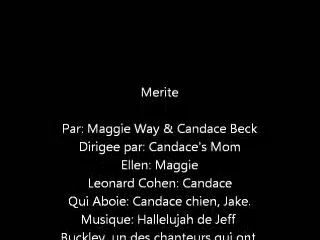 Merite
Par: Maggie Way & Candace Beck
Dirigee par: Candace's Mom
Ellen: Maggie
Leonard Cohen: Candace
Qui Aboie: Candace chien, Jake.
Musique: Hallelujah de Jeff
Buckley, un des chanteurs qui ont